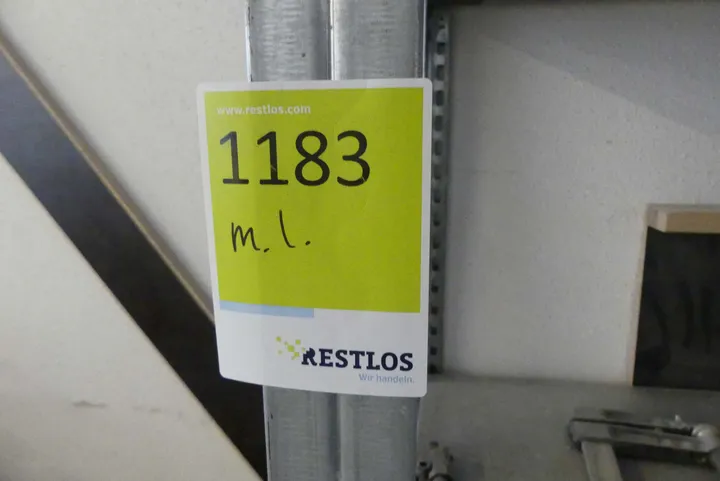 www.restlos.com
1183
m. l.
RESTLOS
Wir handeln.